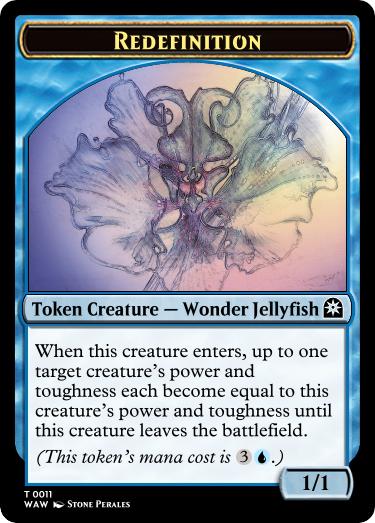 REDEFINITION
Token Creature — Wonder Jellyfish
When this creature enters, up to one
target creature's power and
toughness each become equal to this
creature's power and toughness until
this creature leaves the battlefield.
(This token's mana cost is 3.)
1/1
T 0011
WAW STONE PERALES